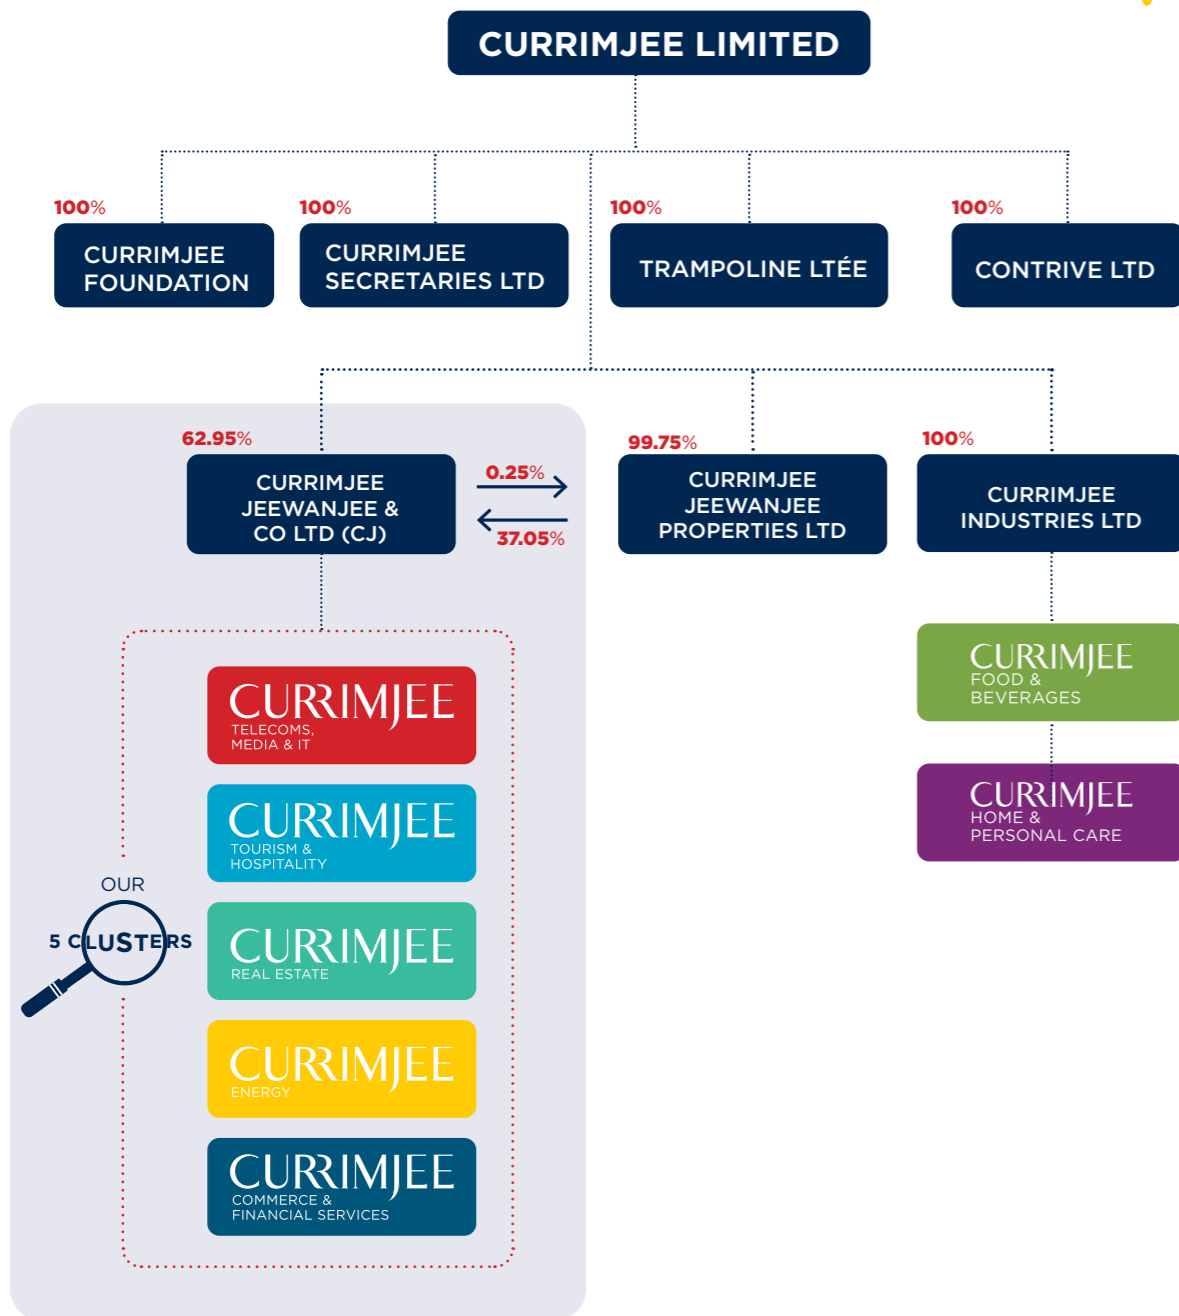 CURRIMJEE LIMITED
100%
100%
100%
100%
CURRIMJEE
FOUNDATION
CURRIMJEE
SECRETARIES LTD
TRAMPOLINE LTÉE
CONTRIVE LTD
62.95%
99.75%
100%
CURRIMJEE
JEEWANJEE &
CO LTD (CJ)
0.25%
37.05%
CURRIMJEE
JEEWANJEE
PROPERTIES LTD
CURRIMJEE
INDUSTRIES LTD
CURRIMJEE
FOOD &
BEVERAGES
CURRIMJEE
HOME &
PERSONAL CARE
CURRIMJEE
TELECOMS,
MEDIA & IT
CURRIMJEE
TOURISM &
HOSPITALITY
OUR
5 CLUSTERS
CURRIMJEE
REAL ESTATE
CURRIMJEE
ENERGY
CURRIMJEE
COMMERCE &
FINANCIAL SERVICES